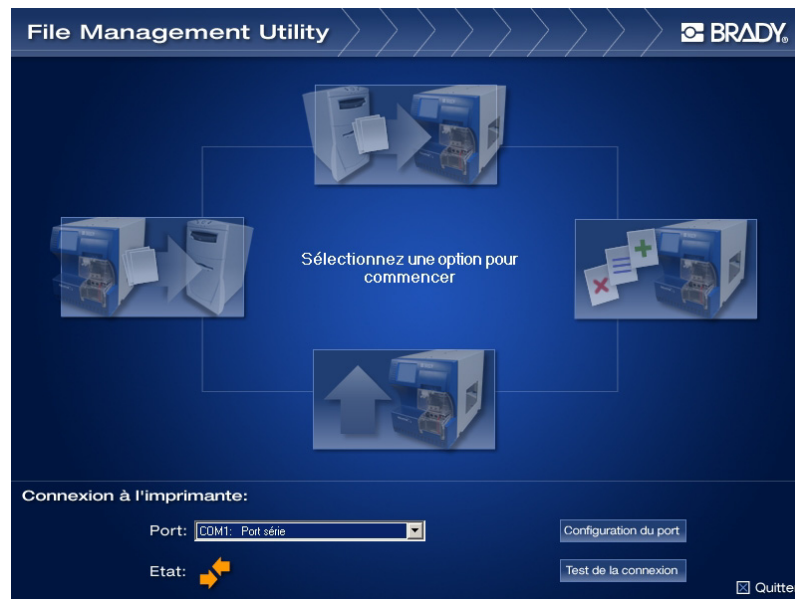 File Management Utility
BRADY®
Sélectionnez une option pour
commencer
Connexion à l'imprimante:
Port: COM1: Port série
Configuration du port
Etat:
Test de la connexion
Quitte